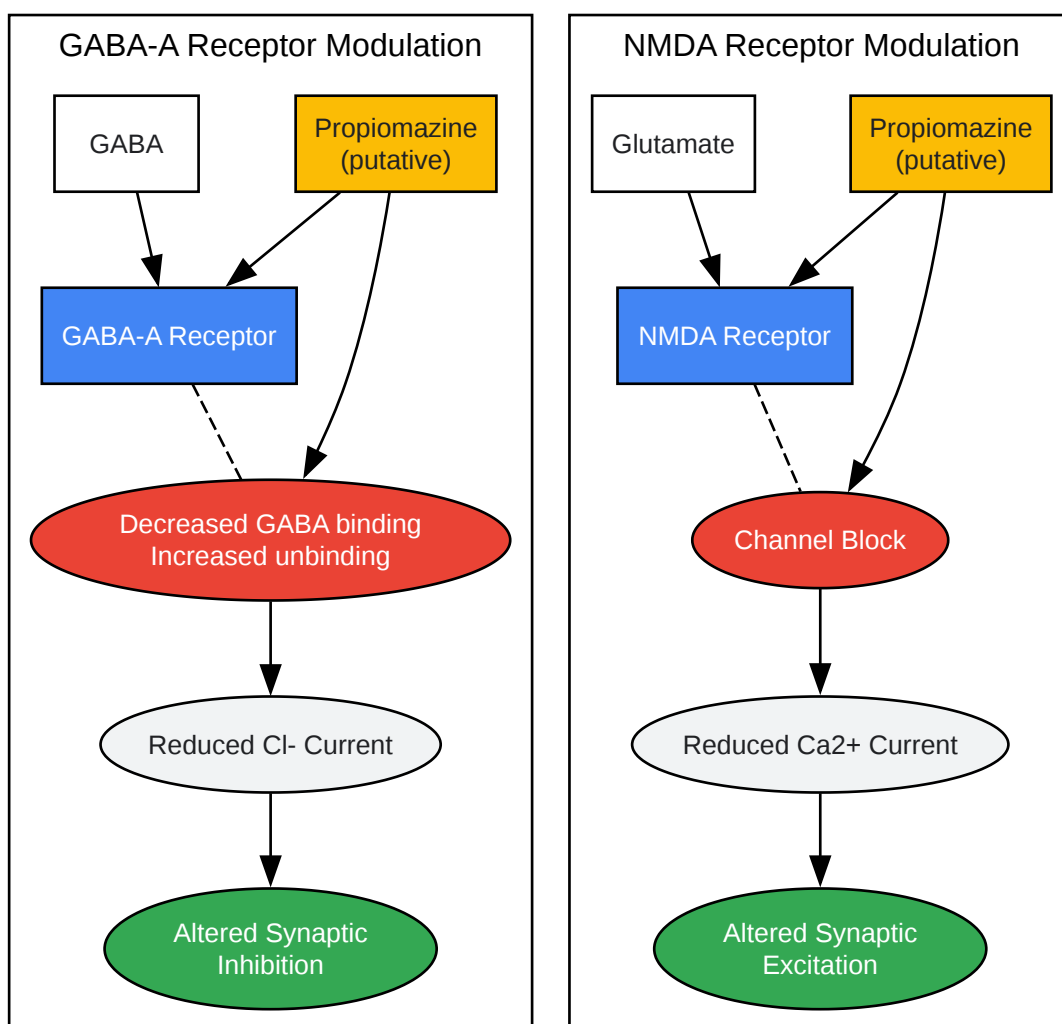 GABA-A Receptor Modulation
GABA
Propiomazine
(putative)
GABA-A Receptor
Decreased GABA binding
Increased unbinding
Reduced Cl- Current
Altered Synaptic
Inhibition
NMDA Receptor Modulation
Glutamate
Propiomazine
(putative)
NMDA Receptor
Channel Block
Reduced Ca2+ Current
Altered Synaptic
Excitation